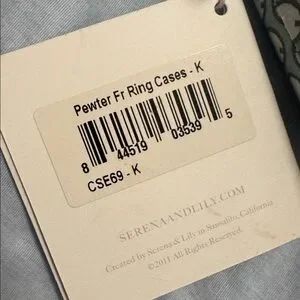 Pewter Fr Ring Cases - K
8 44519 03539 5
CSE69 - K
SERENAANDLILY.COM
Created by Serena & Lily in Sausalito, California
©2011 All Rights Reserved